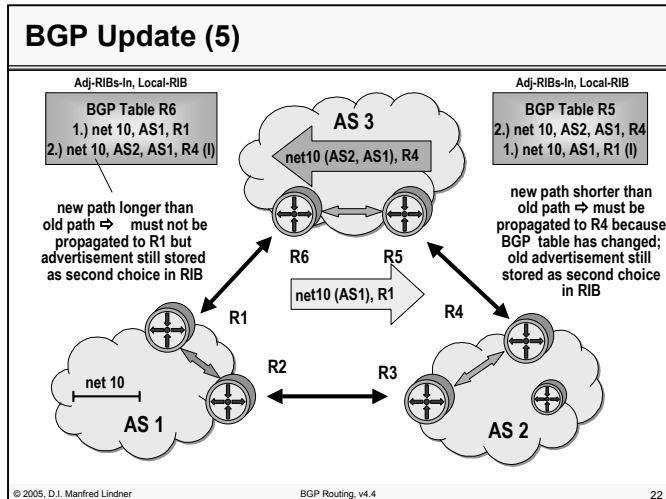 BGP Update (5)
Adj-RIBs-In, Local-RIB
BGP Table R6
1.) net 10, AS1, R1
2.) net 10, AS2, AS1, R4 (I)
new path longer than
old path ⇒ must not be
propagated to R1 but
advertisement still stored
as second choice in RIB
AS 3
net10 (AS2, AS1), R4
Adj-RIBs-In, Local-RIB
BGP Table R5
2.) net 10, AS2, AS1, R4
1.) net 10, AS1, R1 (I)
new path shorter than
old path ⇒ must be
propagated to R4 because
BGP table has changed;
old advertisement still
stored as second choice
in RIB
R6
R5
net10 (AS1), R1
R1
R4
R2
R3
net 10
AS 1
AS 2
© 2005, D.I. Manfred Lindner
BGP Routing, v4.4
22